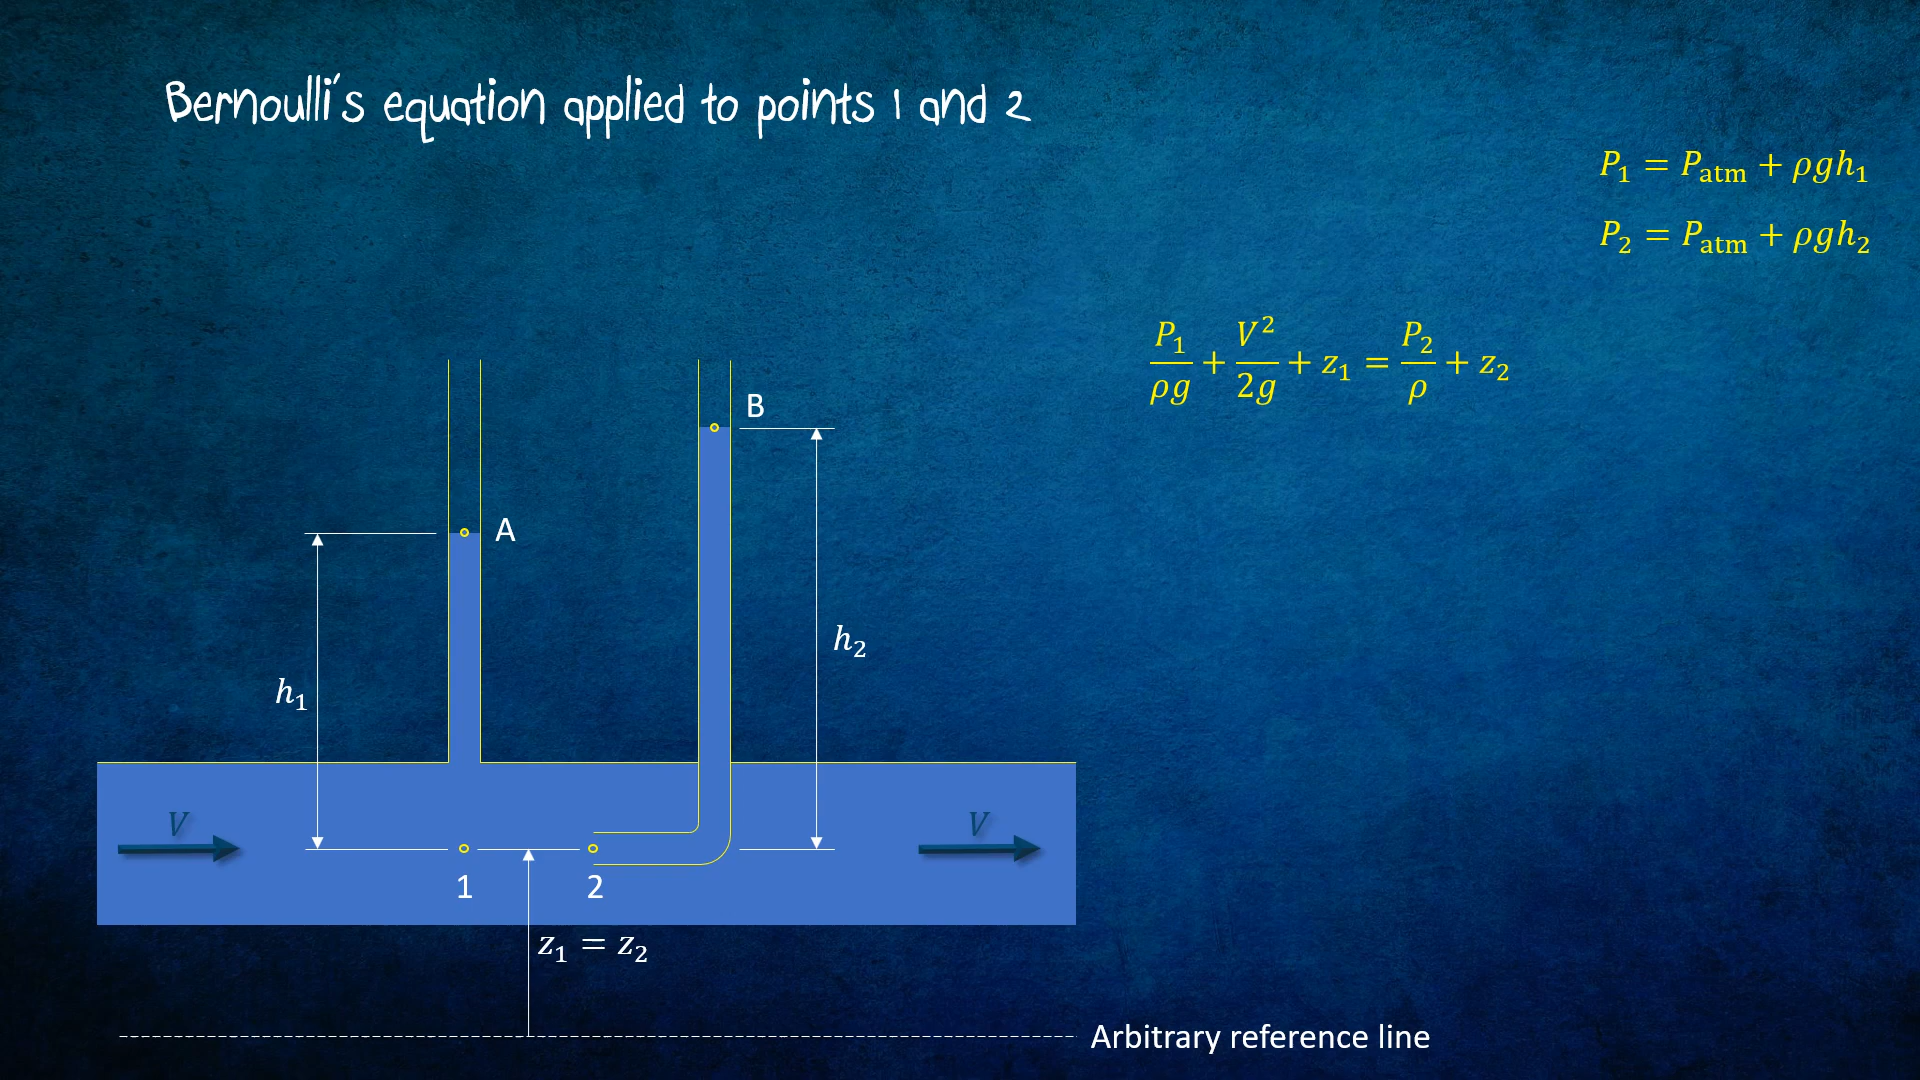 Bernoulli's equation applied to points 1 and 2
P₁ = Pₐₜₘ + ρgh₁
P₂ = Pₐₜₘ + ρgh₂
P₁/ρg + V²/2g + z₁ = P₂/ρ + z₂
B
A
h₂
h₁
V
V
1
2
z₁ = z₂
Arbitrary reference line